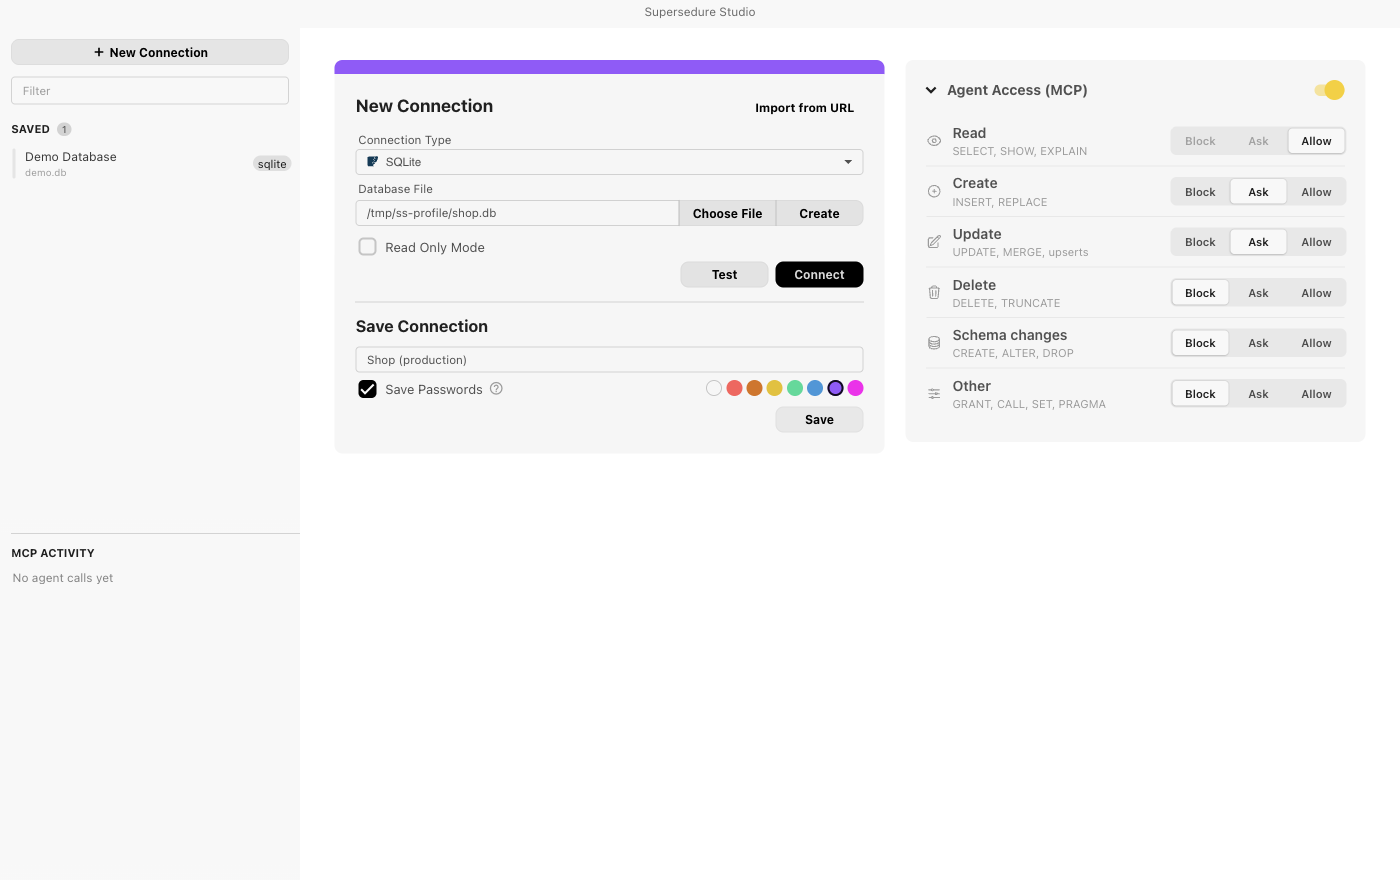 Supersedure Studio
+ New Connection
Filter
SAVED 1
Demo Database
demo.db
sqlite
MCP ACTIVITY
No agent calls yet
New Connection
Import from URL
Connection Type
SQLite
Database File
/tmp/ss-profile/shop.db
Choose File
Create
Read Only Mode
Test
Connect
Save Connection
Shop (production)
Save Passwords ?
Save
Agent Access (MCP)
Read
SELECT, SHOW, EXPLAIN
Block Ask Allow
Create
INSERT, REPLACE
Block Ask Allow
Update
UPDATE, MERGE, upserts
Block Ask Allow
Delete
DELETE, TRUNCATE
Block Ask Allow
Schema changes
CREATE, ALTER, DROP
Block Ask Allow
Other
GRANT, CALL, SET, PRAGMA
Block Ask Allow